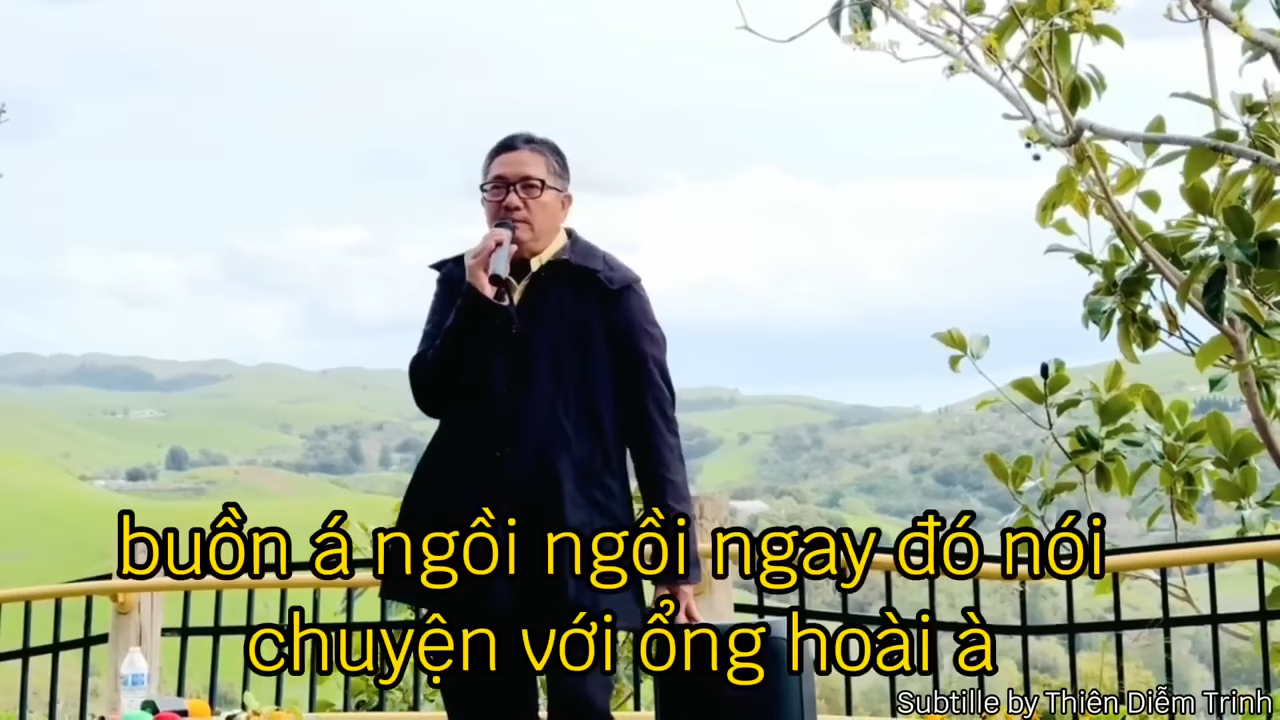 buồn á ngồi ngồi ngay đó nói
chuyện với ổng hoài à
Subtille by Thiên Diễm Trinh